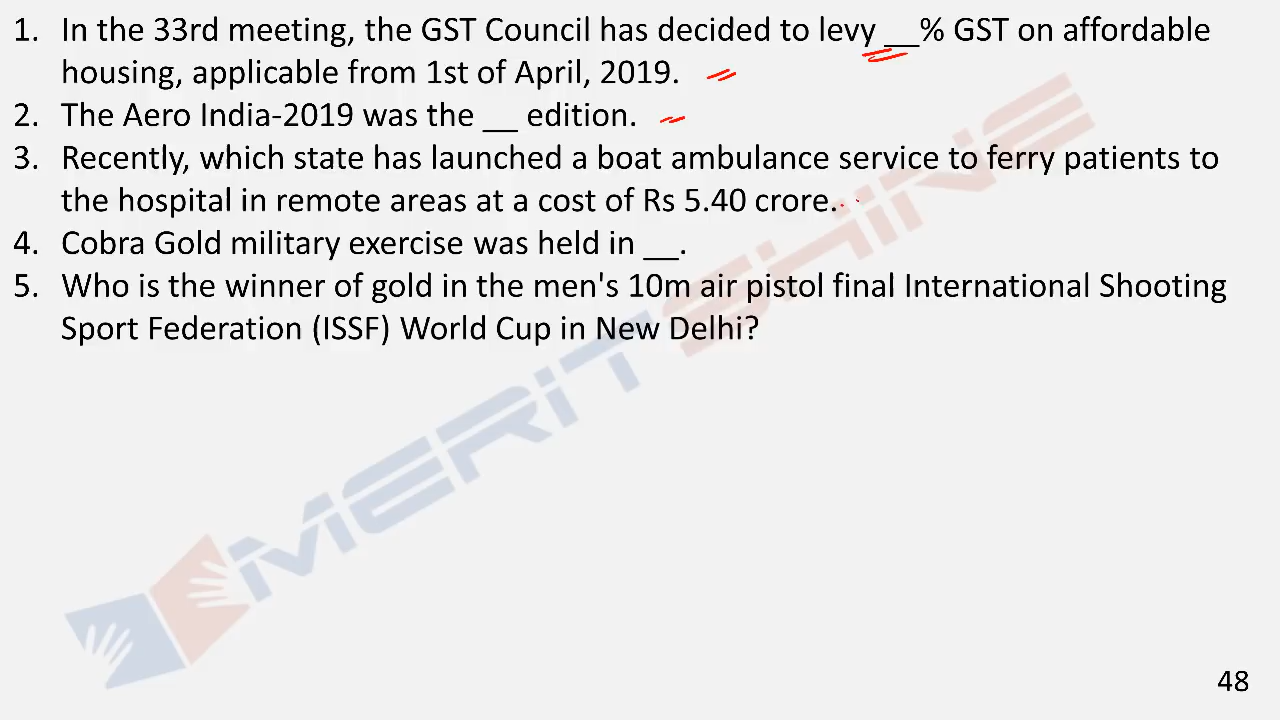 1. In the 33rd meeting, the GST Council has decided to levy __% GST on affordable
housing, applicable from 1st of April, 2019.
2. The Aero India-2019 was the __ edition.
3. Recently, which state has launched a boat ambulance service to ferry patients to
the hospital in remote areas at a cost of Rs 5.40 crore.
4. Cobra Gold military exercise was held in __.
5. Who is the winner of gold in the men's 10m air pistol final International Shooting
Sport Federation (ISSF) World Cup in New Delhi?
MERiT SHINE
48